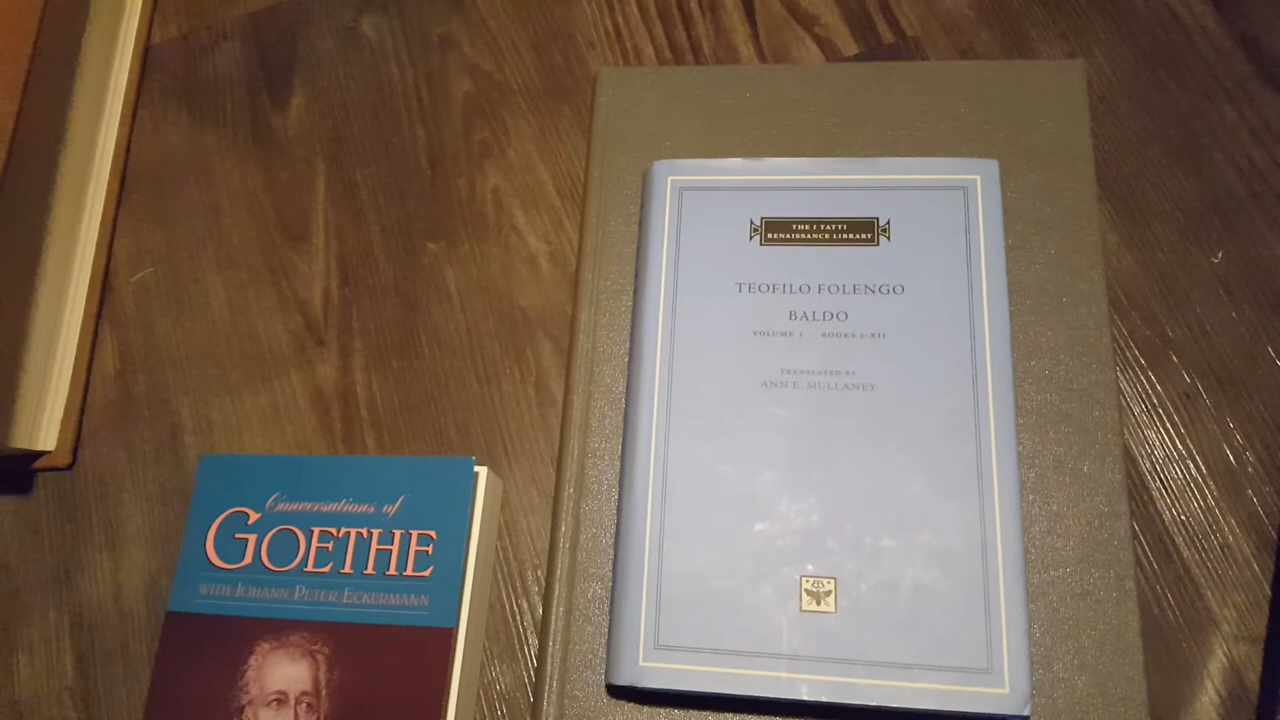 THE I TATTI
RENAISSANCE LIBRARY
TEOFILO FOLENGO
BALDO
VOLUME I · BOOKS I–XII
TRANSLATED BY
ANN E. MULLANEY
Conversations of
GOETHE
WITH JOHANN PETER ECKERMANN